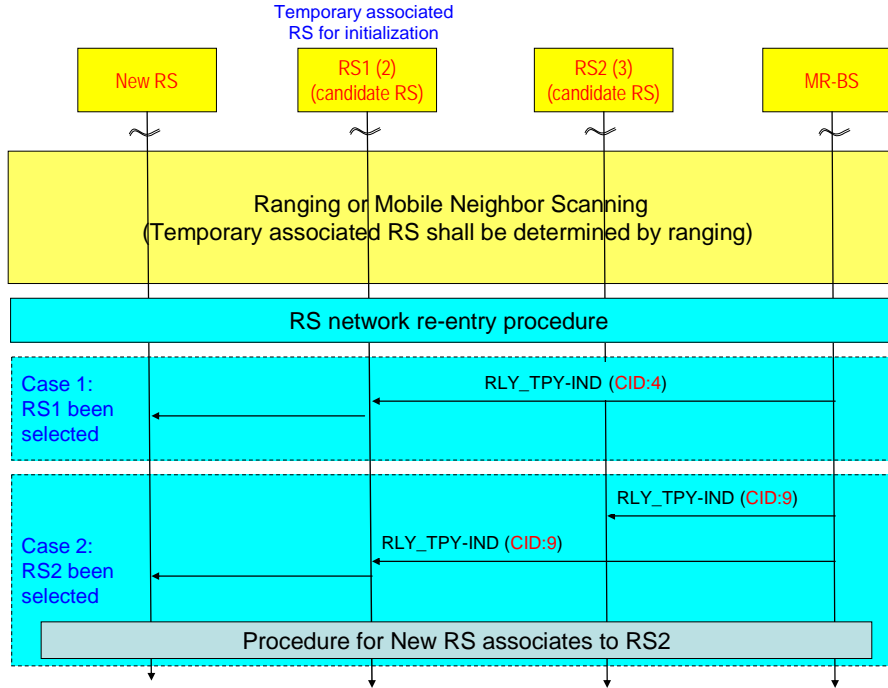 Temporary associated
RS for initialization
New RS
RS1 (2)
(candidate RS)
RS2 (3)
(candidate RS)
MR-BS
Ranging or Mobile Neighbor Scanning
(Temporary associated RS shall be determined by ranging)
RS network re-entry procedure
Case 1:
RS1 been
selected
RLY_TPY-IND (CID:4)
RLY_TPY-IND (CID:9)
RLY_TPY-IND (CID:9)
Case 2:
RS2 been
selected
Procedure for New RS associates to RS2